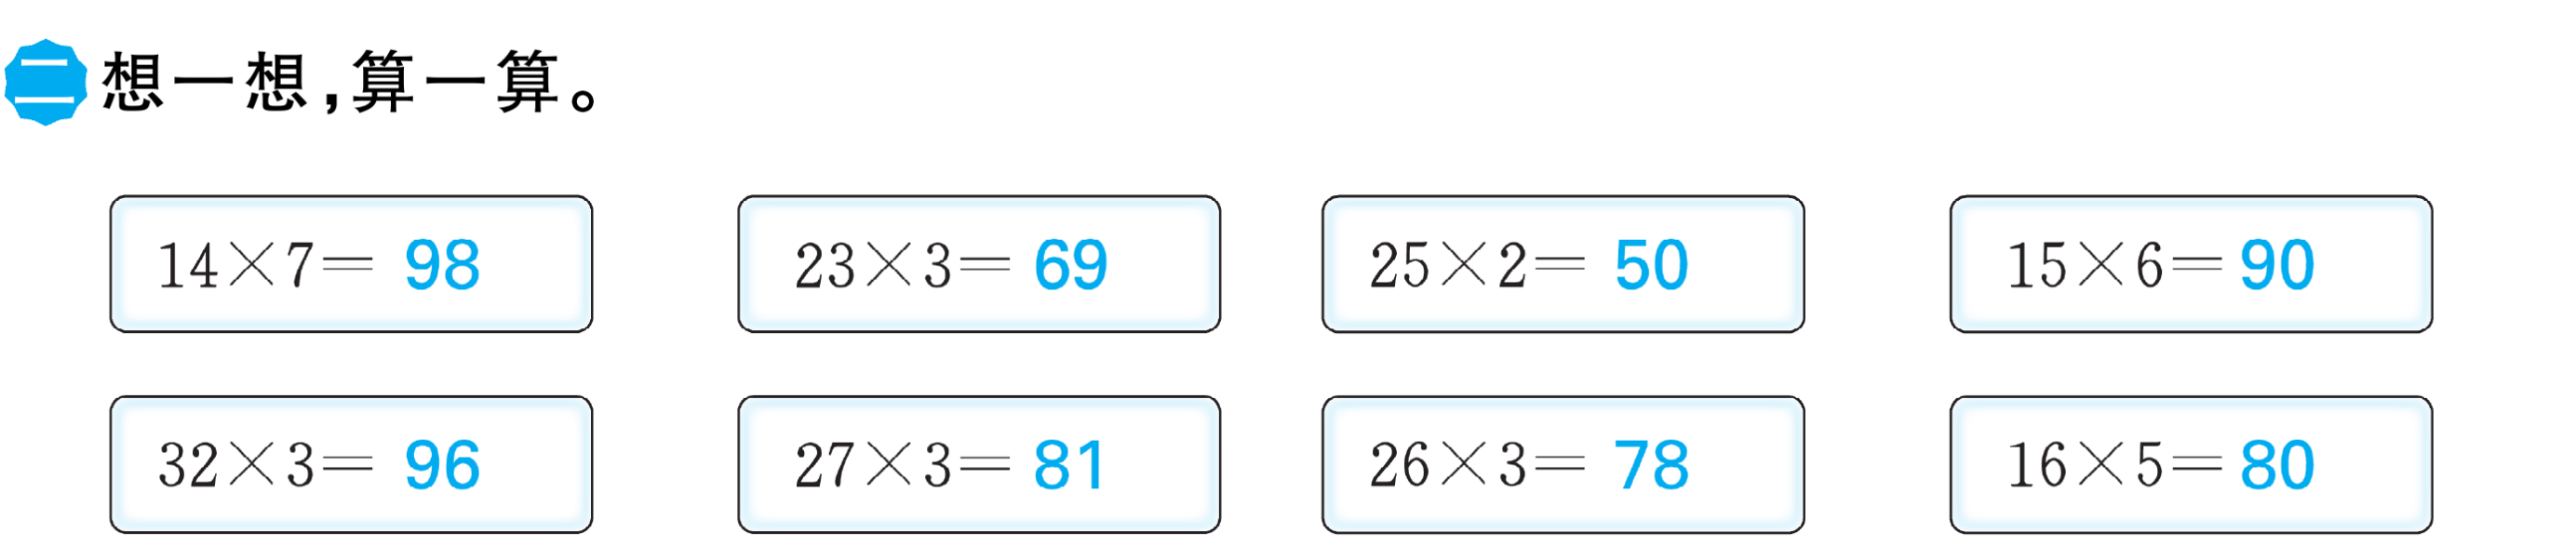 二 想一想,算一算。
14×7= 98 23×3= 69 25×2= 50 15×6= 90
32×3= 96 27×3= 81 26×3= 78 16×5= 80